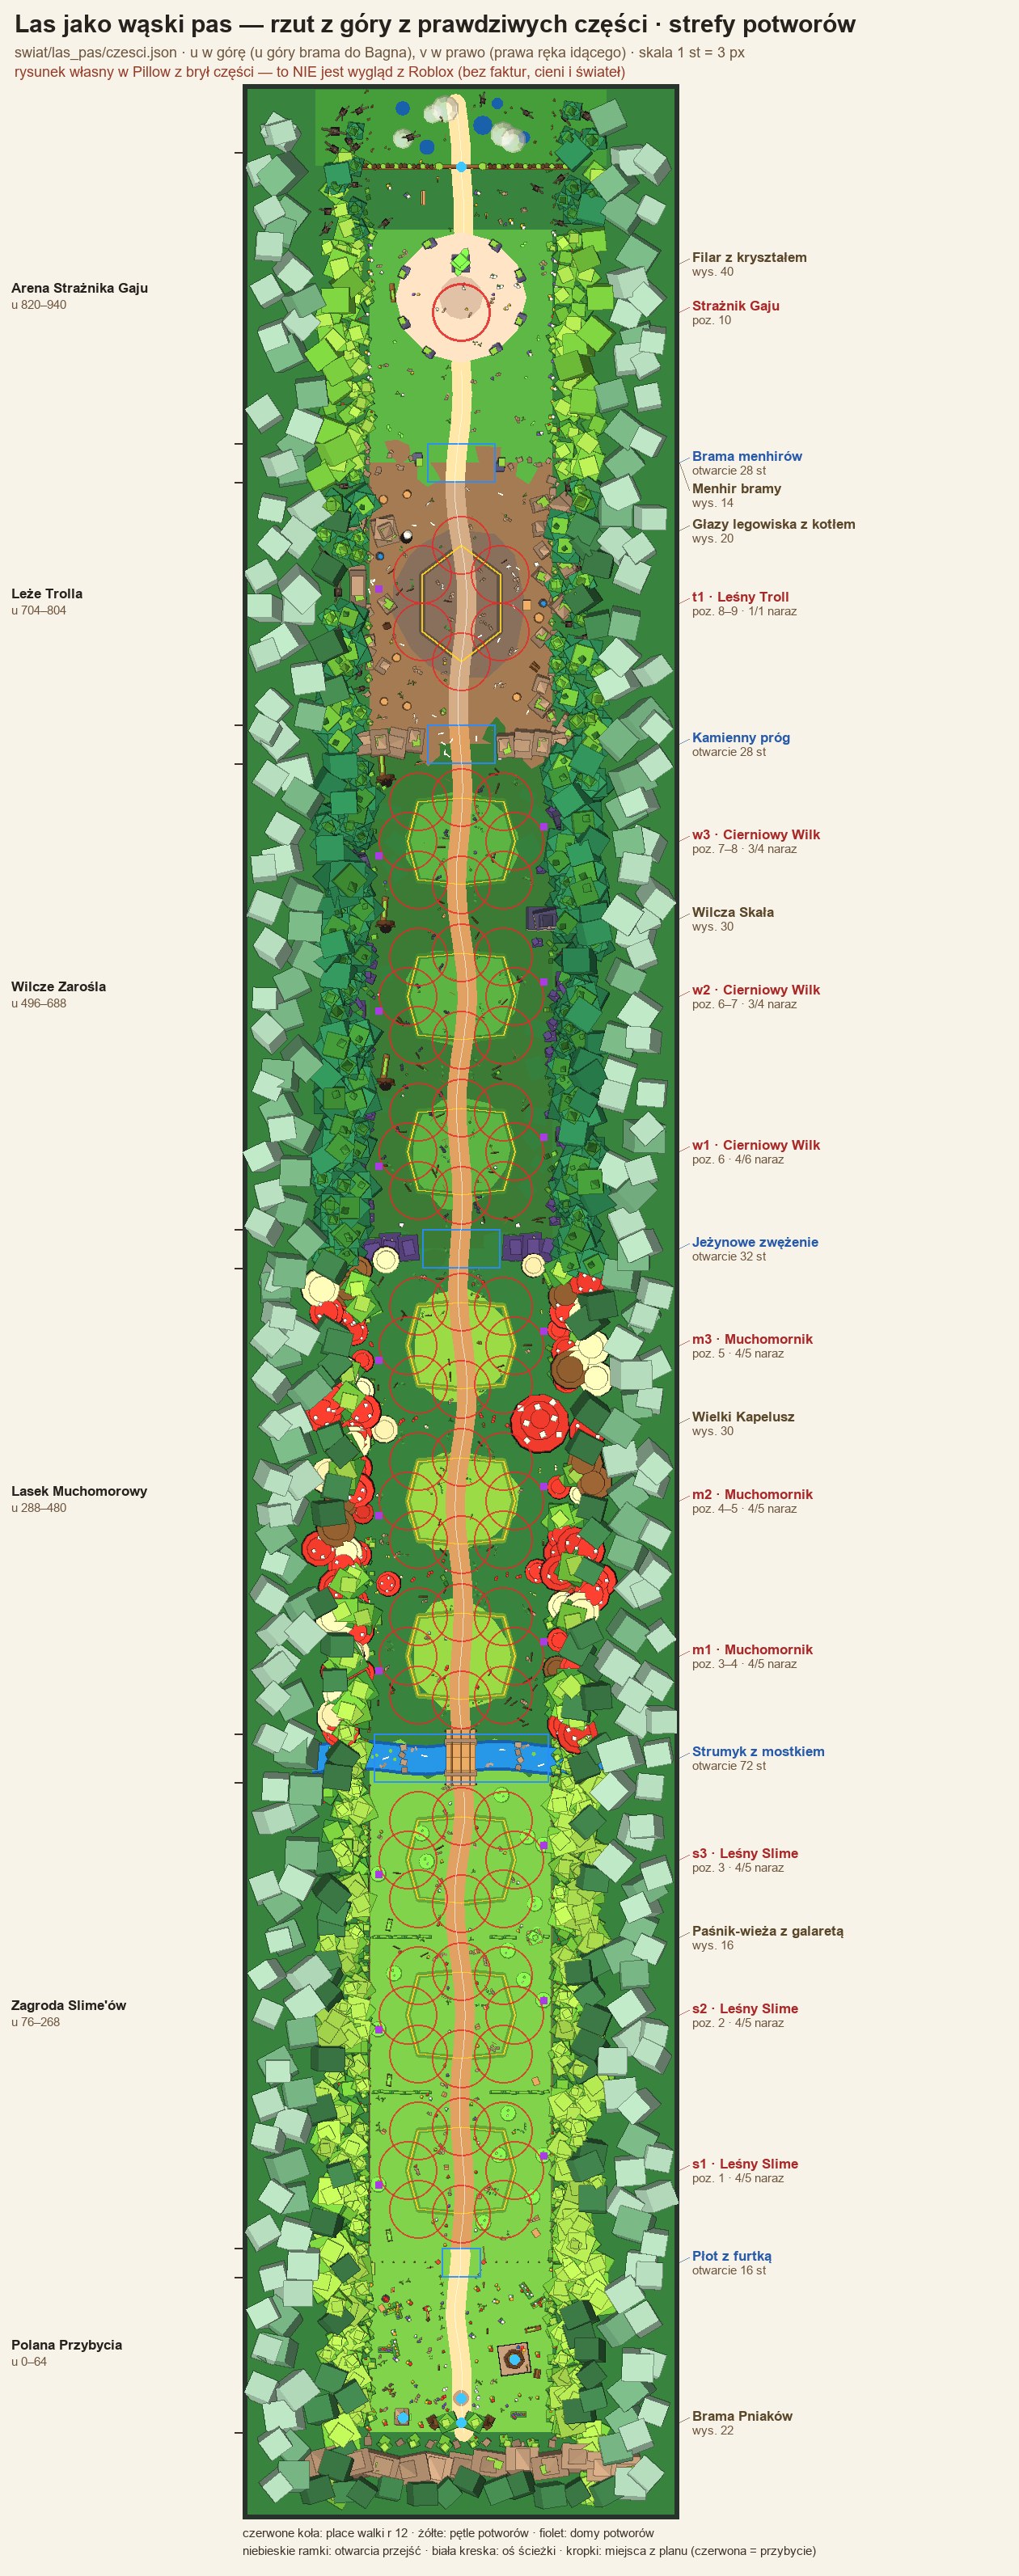 Las jako wąski pas — rzut z góry z prawdziwych części · strefy potworów
swiat/las_pas/czesci.json · u w górę (u góry brama do Bagna), v w prawo (prawa ręka idącego) · skala 1 st = 3 px
rysunek własny w Pillow z brył części — to NIE jest wygląd z Roblox (bez faktur, cieni i świateł)
Filar z kryształem
wys. 40
Arena Strażnika Gaju
u 820–940
Strażnik Gaju
poz. 10
Brama menhirów
otwarcie 28 st
Menhir bramy
wys. 14
Głazy legowiska z kotłem
wys. 20
Leże Trolla
u 704–804
t1 · Leśny Troll
poz. 8–9 · 1/1 naraz
Kamienny próg
otwarcie 28 st
w3 · Cierniowy Wilk
poz. 7–8 · 3/4 naraz
Wilcza Skała
wys. 30
Wilcze Zarośla
u 496–688
w2 · Cierniowy Wilk
poz. 6–7 · 3/4 naraz
w1 · Cierniowy Wilk
poz. 6 · 4/6 naraz
Jeżynowe zwężenie
otwarcie 32 st
m3 · Muchomornik
poz. 5 · 4/5 naraz
Wielki Kapelusz
wys. 30
Lasek Muchomorowy
u 288–480
m2 · Muchomornik
poz. 4–5 · 4/5 naraz
m1 · Muchomornik
poz. 3–4 · 4/5 naraz
Strumyk z mostkiem
otwarcie 72 st
s3 · Leśny Slime
poz. 3 · 4/5 naraz
Paśnik-wieża z galaretą
wys. 16
Zagroda Slime'ów
u 76–268
s2 · Leśny Slime
poz. 2 · 4/5 naraz
s1 · Leśny Slime
poz. 1 · 4/5 naraz
Płot z furtką
otwarcie 16 st
Polana Przybycia
u 0–64
Brama Pniaków
wys. 22
czerwone koła: place walki r 12 · żółte: pętle potworów · fiolet: domy potworów
niebieskie ramki: otwarcia przejść · biała kreska: oś ścieżki · kropki: miejsca z planu (czerwona = przybycie)